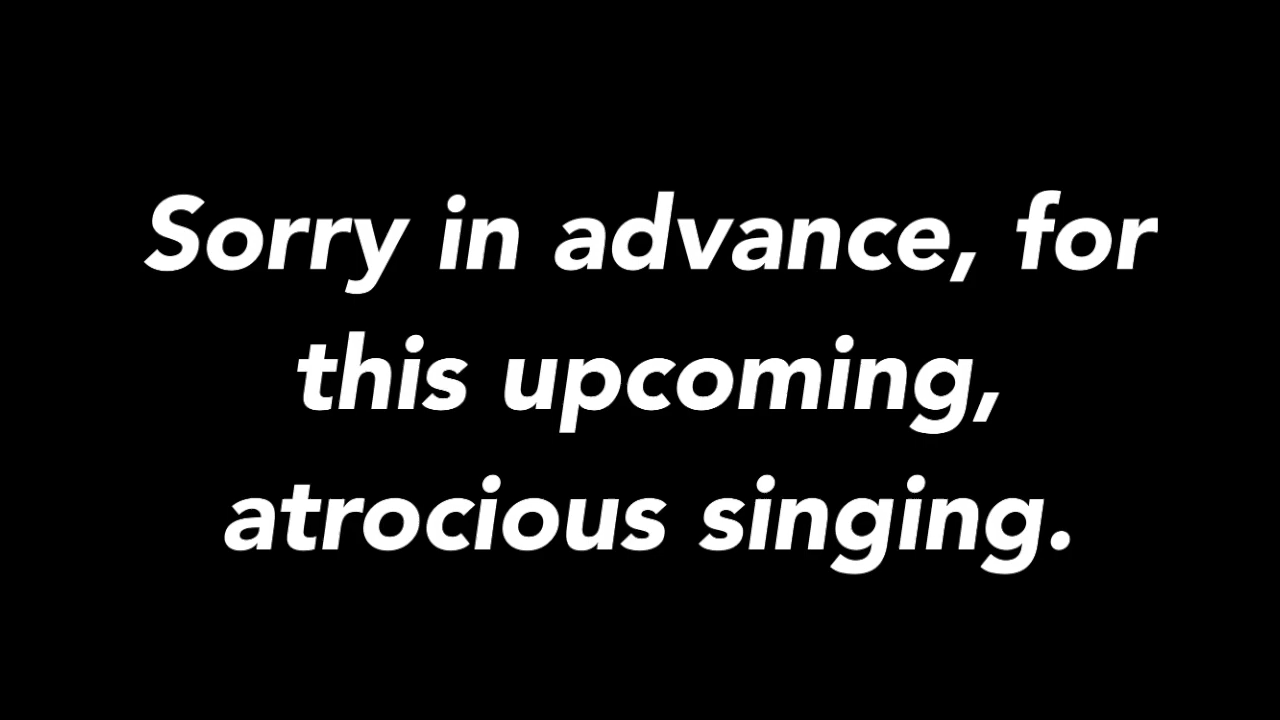 Sorry in advance, for
this upcoming,
atrocious singing.